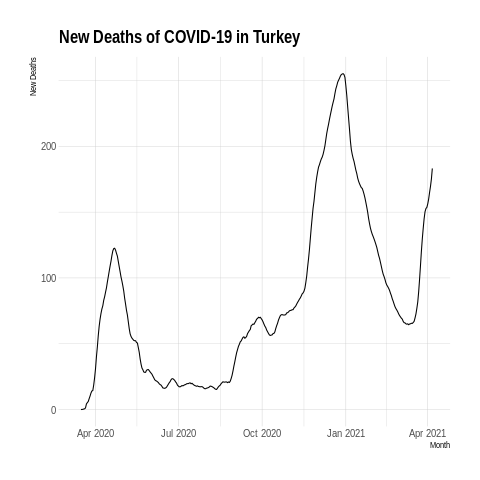 New Deaths of COVID-19 in Turkey
New Deaths
200
100
0
Apr 2020 Jul 2020 Oct 2020 Jan 2021 Apr 2021
Month